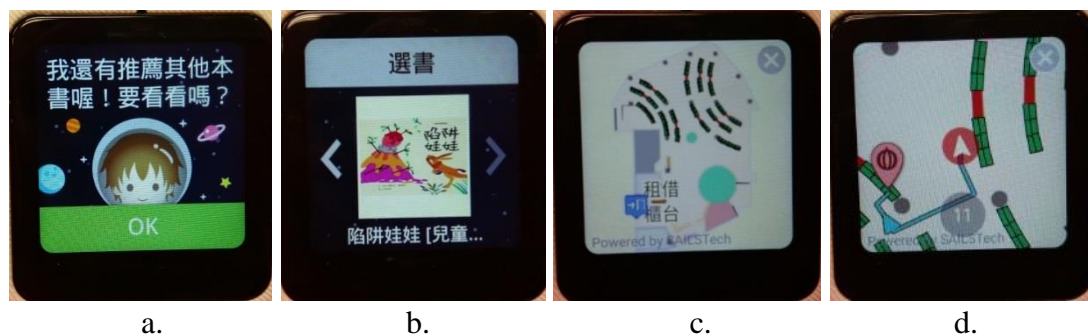 我還有推薦其他本
書喔！要看看嗎？
OK
a.
選書
陷阱
娃娃
陷阱娃娃 [兒童...
b.
租借
櫃台
Powered by SAILSTech
c.
11
Powered by SAILSTech
d.